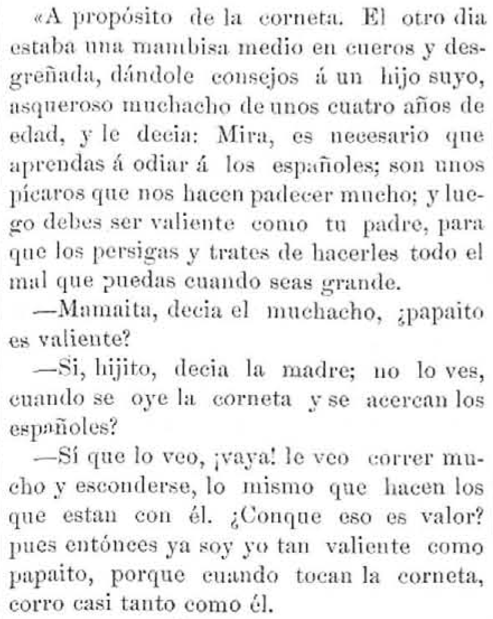 «A propósito de la corneta. El otro dia
estaba una mambisa medio en cueros y des-
greñada, dándole consejos á un hijo suyo,
asqueroso muchacho de unos cuatro años de
edad, y le decia: Mira, es necesario que
aprendas á odiar á los españoles; son unos
pícaros que nos hacen padecer mucho; y lue-
go debes ser valiente como tu padre, para
que los persigas y trates de hacerles todo el
mal que puedas cuando seas grande.
—Mamaita, decia el muchacho, ¿papaito
es valiente?
—Si, hijito, decia la madre; no lo ves,
cuando se oye la corneta y se acercan los
españoles?
—Sí que lo veo, ¡vaya! le veo correr mu-
cho y esconderse, lo mismo que hacen los
que estan con él. ¿Conque eso es valor?
pues entónces ya soy yo tan valiente como
papaito, porque cuando tocan la corneta,
corro casi tanto como él.